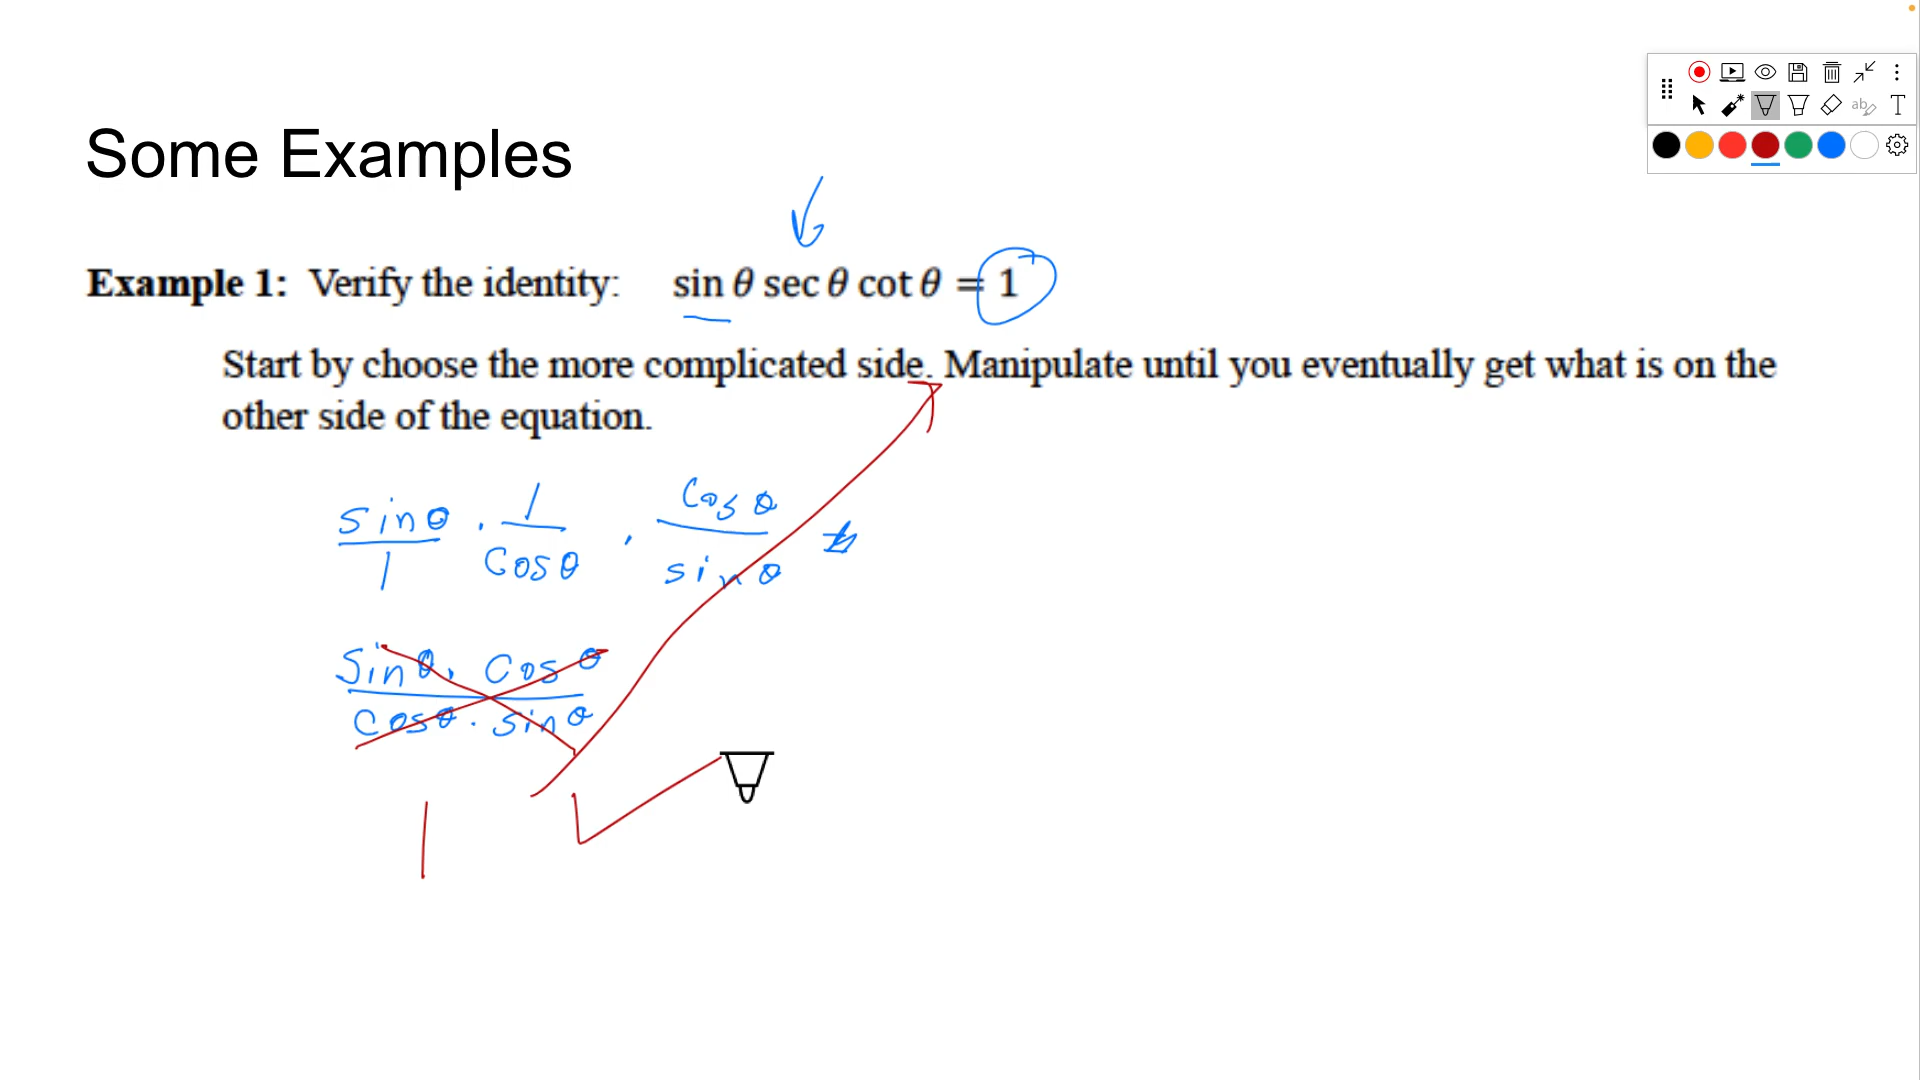 Some Examples
Example 1: Verify the identity: sin θ sec θ cot θ = 1
Start by choose the more complicated side. Manipulate until you eventually get what is on the
other side of the equation.
sinθ/1 · 1/cosθ · cosθ/sinθ
sinθ · cosθ / cosθ · sinθ
1